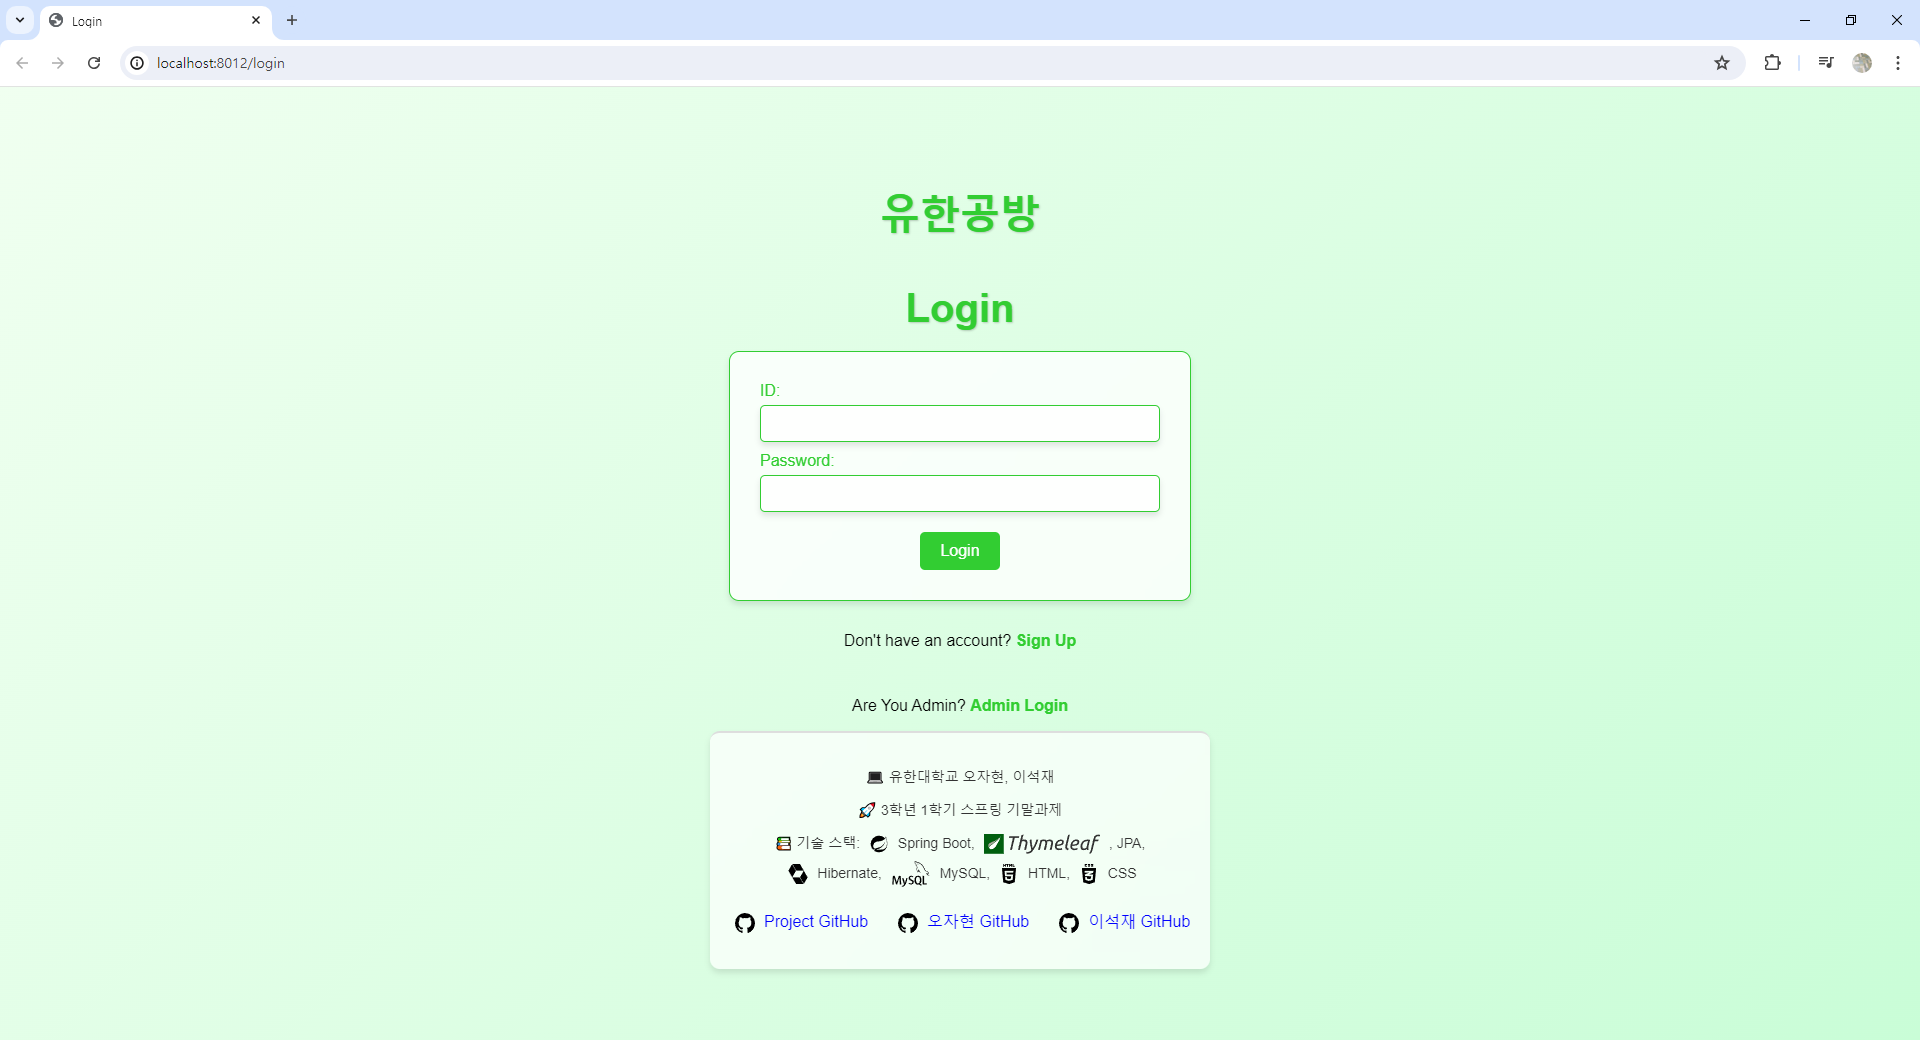 Login
localhost:8012/login
유한공방
Login
ID:
Password:
Login
Don't have an account? Sign Up
Are You Admin? Admin Login
유한대학교 오자현, 이석재
3학년 1학기 스프링 기말과제
기술 스택: Spring Boot, Thymeleaf , JPA,
Hibernate, MySQL MySQL, HTML HTML, CSS CSS
Project GitHub 오자현 GitHub 이석재 GitHub